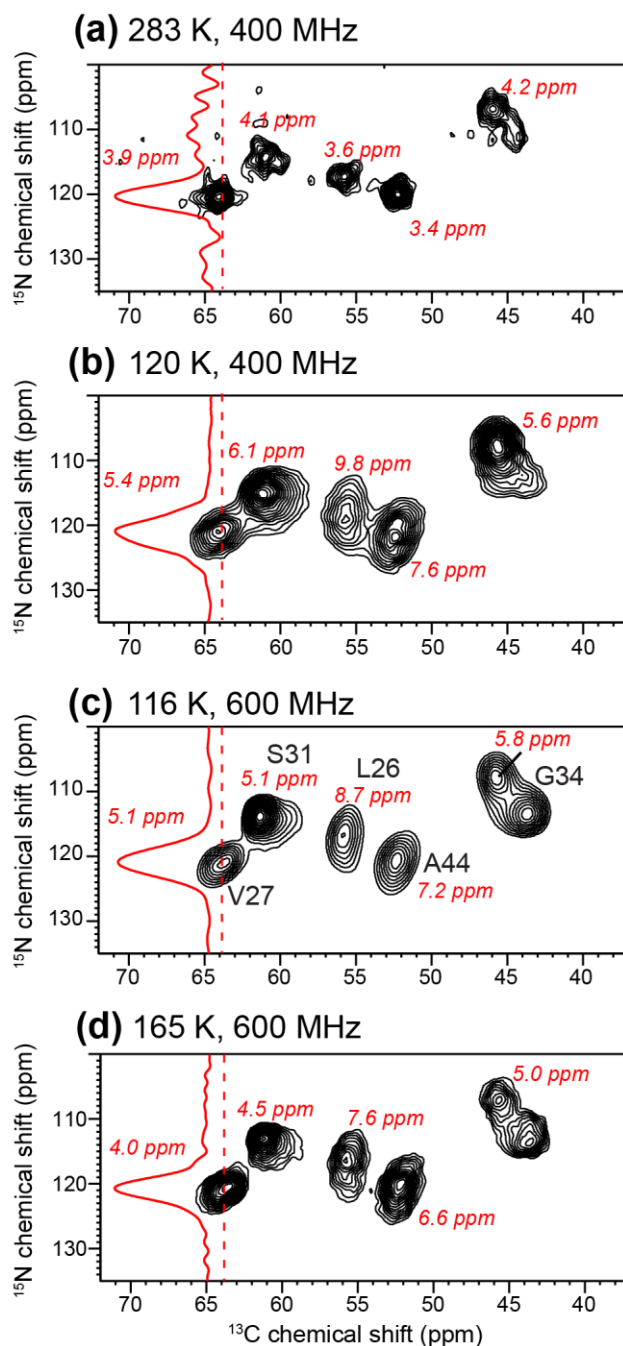 (a) 283 K, 400 MHz
4.2 ppm
4.1 ppm
3.9 ppm
3.6 ppm
3.4 ppm
110
120
130
15N chemical shift (ppm)
70 65 60 55 50 45 40
(b) 120 K, 400 MHz
5.6 ppm
6.1 ppm
9.8 ppm
5.4 ppm
7.6 ppm
110
120
130
15N chemical shift (ppm)
70 65 60 55 50 45 40
(c) 116 K, 600 MHz
5.8 ppm
S31
L26
G34
5.1 ppm
8.7 ppm
5.1 ppm
V27
A44
7.2 ppm
110
120
130
15N chemical shift (ppm)
70 65 60 55 50 45 40
(d) 165 K, 600 MHz
5.0 ppm
4.5 ppm
7.6 ppm
4.0 ppm
6.6 ppm
110
120
130
15N chemical shift (ppm)
70 65 60 55 50 45 40
13C chemical shift (ppm)